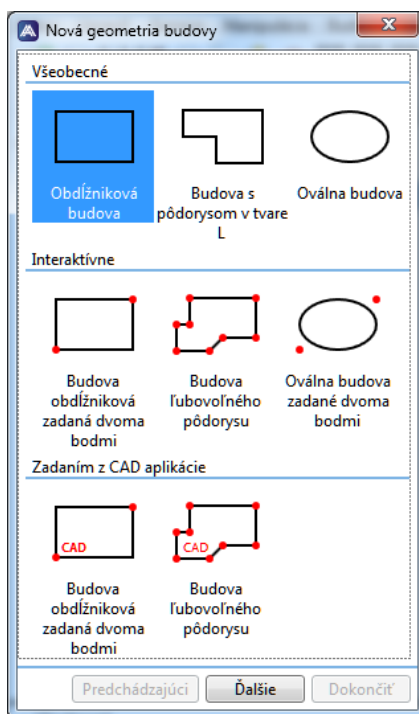 Nová geometria budovy
Všeobecné
Obdĺžniková
budova
Budova s
pôdorysom v tvare
L
Oválna budova
Interaktívne
Budova
obdĺžniková
zadaná dvoma
bodmi
Budova
ľubovoľného
pôdorysu
Oválna budova
zadané dvoma
bodmi
Zadaním z CAD aplikácie
CAD
Budova
obdĺžniková
zadaná dvoma
bodmi
CAD
Budova
ľubovoľného
pôdorysu
Predchádzajúci
Ďalšie
Dokončiť